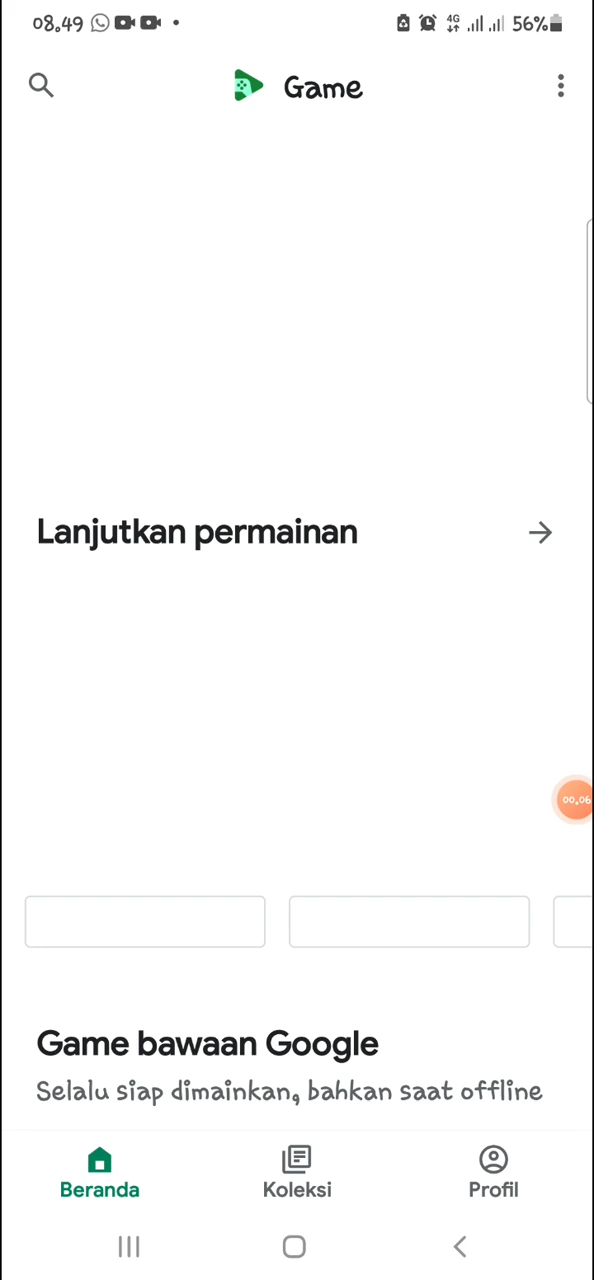 08.49 56%
Game
Lanjutkan permainan
00.06
Game bawaan Google
Selalu siap dimainkan, bahkan saat offline
Beranda Koleksi Profil